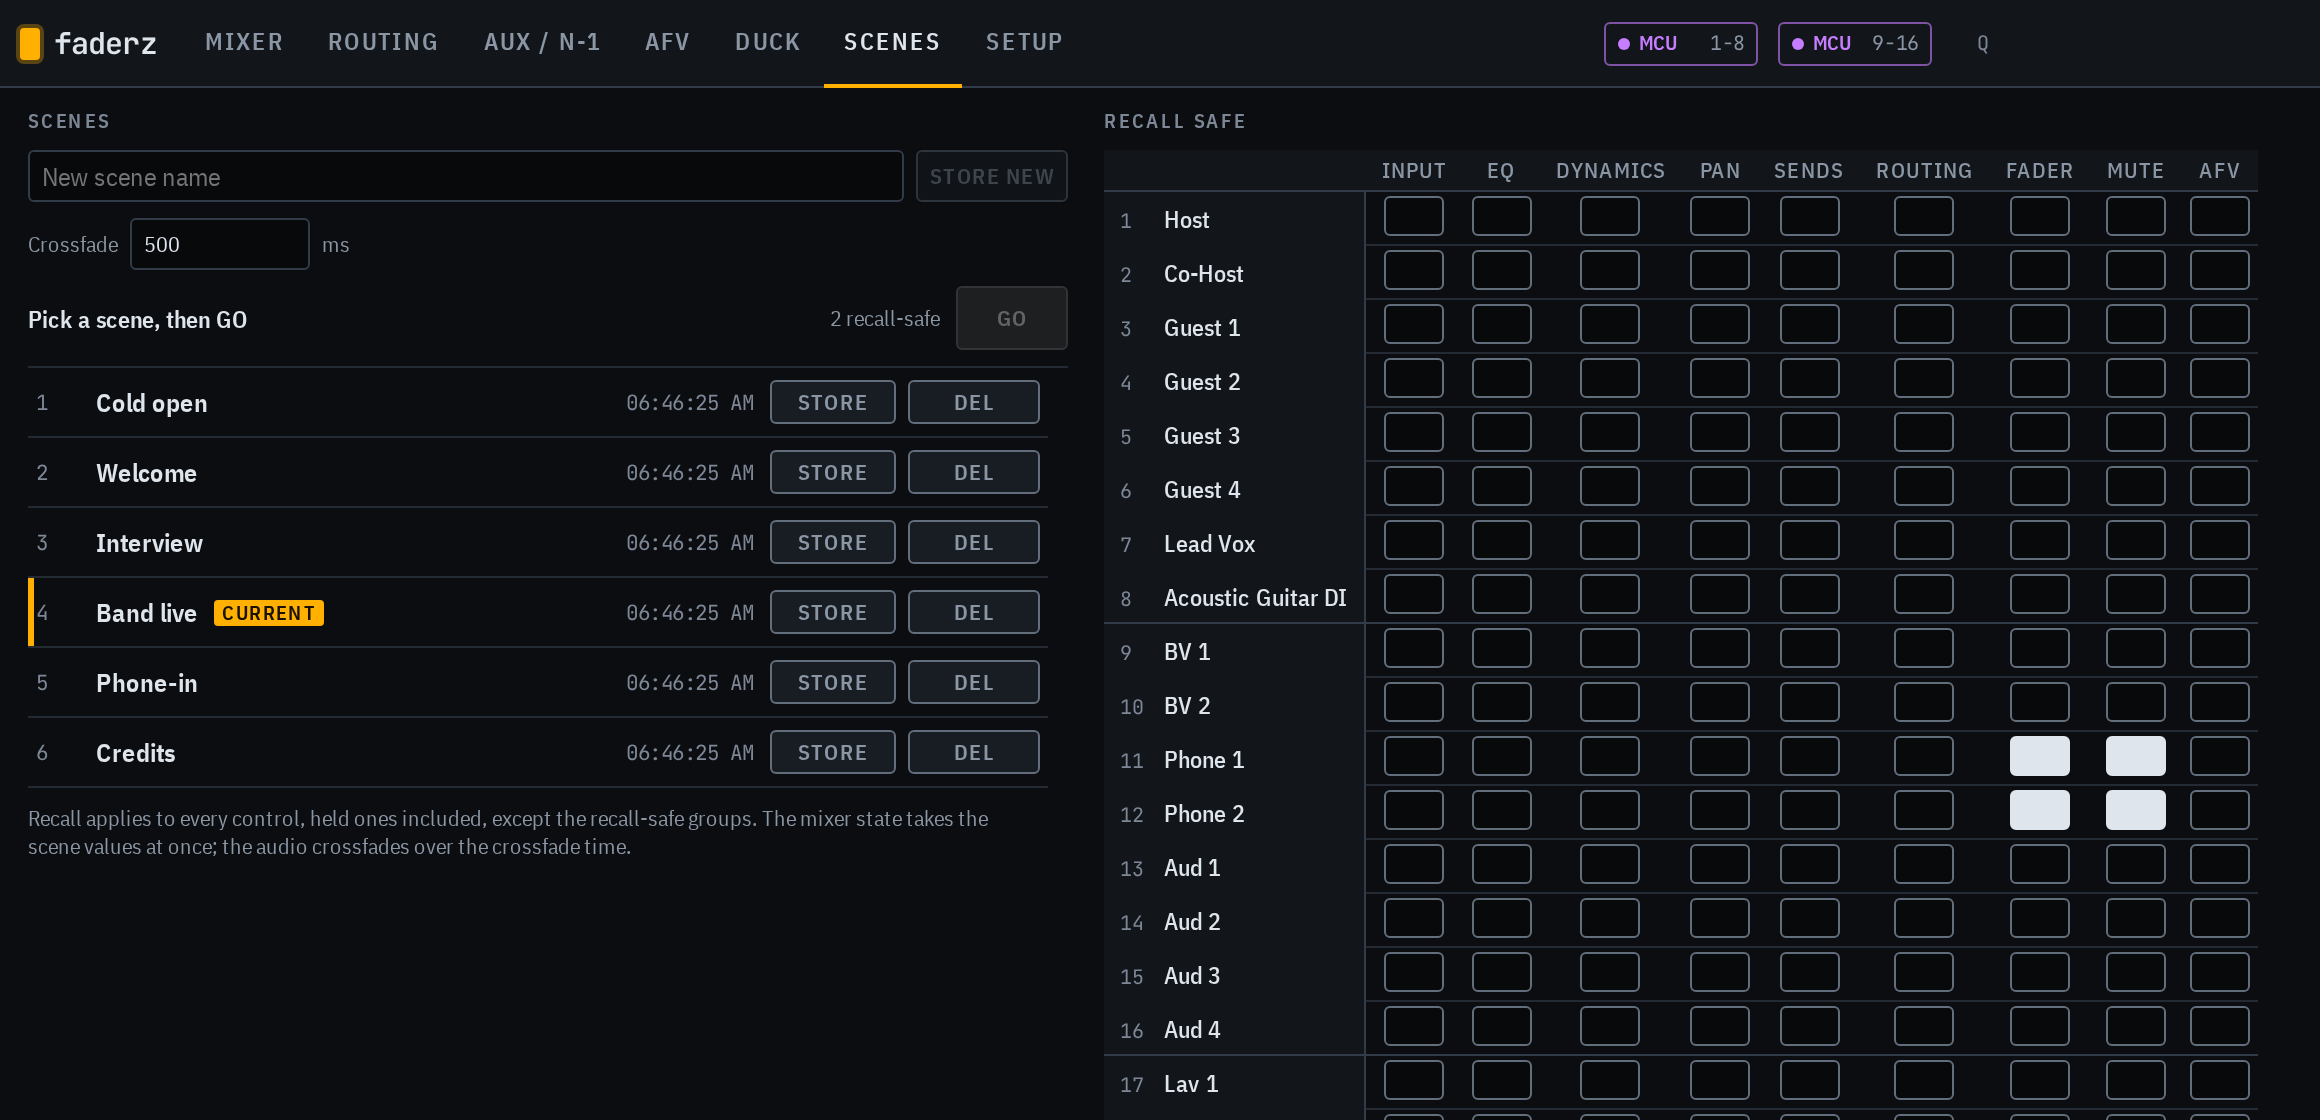 faderz MIXER ROUTING AUX / N-1 AFV DUCK SCENES SETUP MCU 1-8 MCU 9-16 Q
SCENES
New scene name STORE NEW
Crossfade 500 ms
Pick a scene, then GO 2 recall-safe GO
1 Cold open 06:46:25 AM STORE DEL
2 Welcome 06:46:25 AM STORE DEL
3 Interview 06:46:25 AM STORE DEL
4 Band live CURRENT 06:46:25 AM STORE DEL
5 Phone-in 06:46:25 AM STORE DEL
6 Credits 06:46:25 AM STORE DEL
Recall applies to every control, held ones included, except the recall-safe groups. The mixer state takes the
scene values at once; the audio crossfades over the crossfade time.
RECALL SAFE
INPUT EQ DYNAMICS PAN SENDS ROUTING FADER MUTE AFV
1 Host
2 Co-Host
3 Guest 1
4 Guest 2
5 Guest 3
6 Guest 4
7 Lead Vox
8 Acoustic Guitar DI
9 BV 1
10 BV 2
11 Phone 1
12 Phone 2
13 Aud 1
14 Aud 2
15 Aud 3
16 Aud 4
17 Lav 1